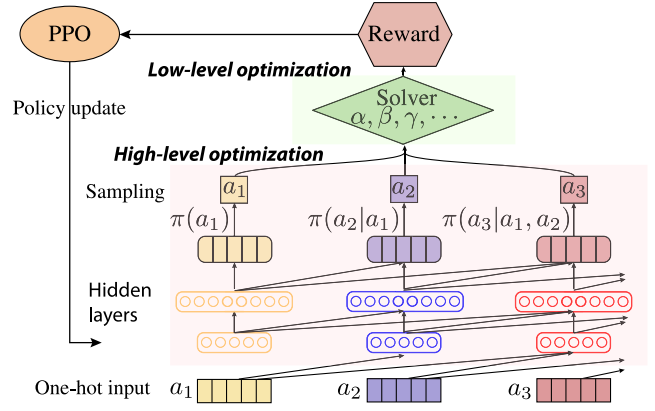 PPO
Reward
Low-level optimization
Policy update
Solver
α, β, γ, ⋯
High-level optimization
Sampling
a₁
a₂
a₃
π(a₁)
π(a₂|a₁)
π(a₃|a₁, a₂)
Hidden
layers
One-hot input
a₁
a₂
a₃